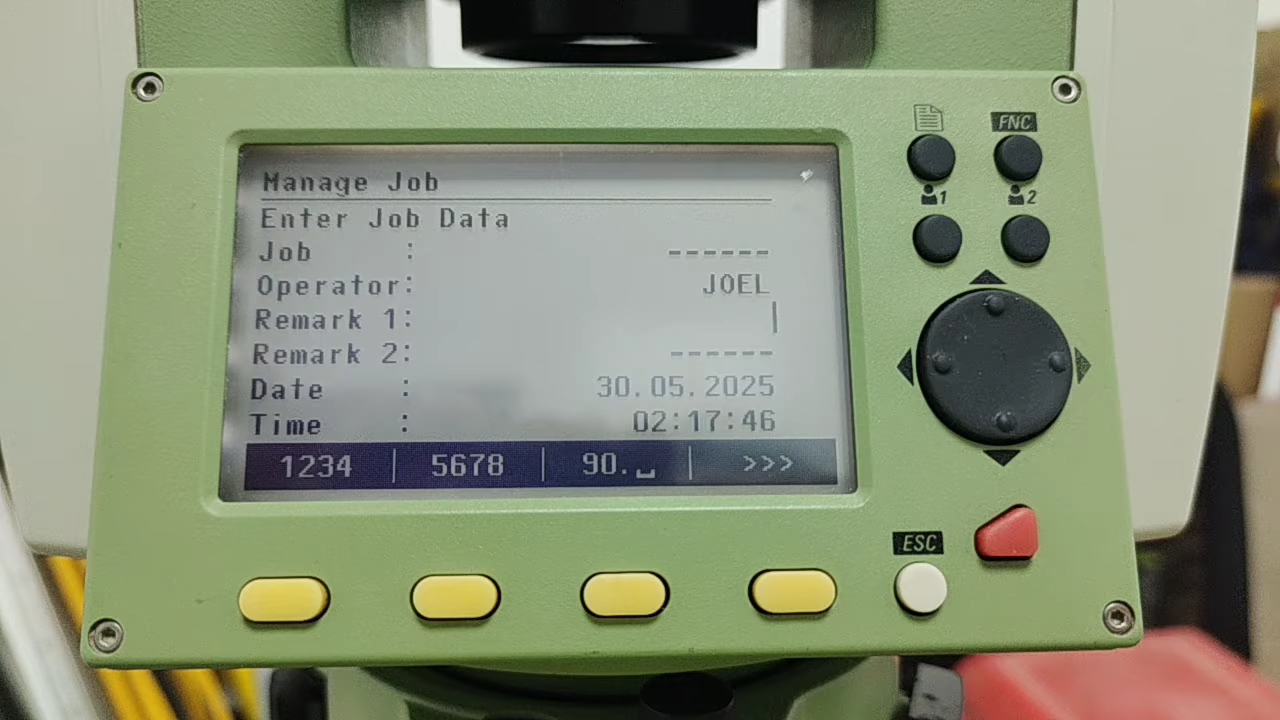 FNC
1
2
Manage Job
Enter Job Data
Job : ------
Operator: JOEL
Remark 1:
Remark 2: ------
Date : 30.05.2025
Time : 02:17:46
1234 | 5678 | 90.␣ | >>>
ESC